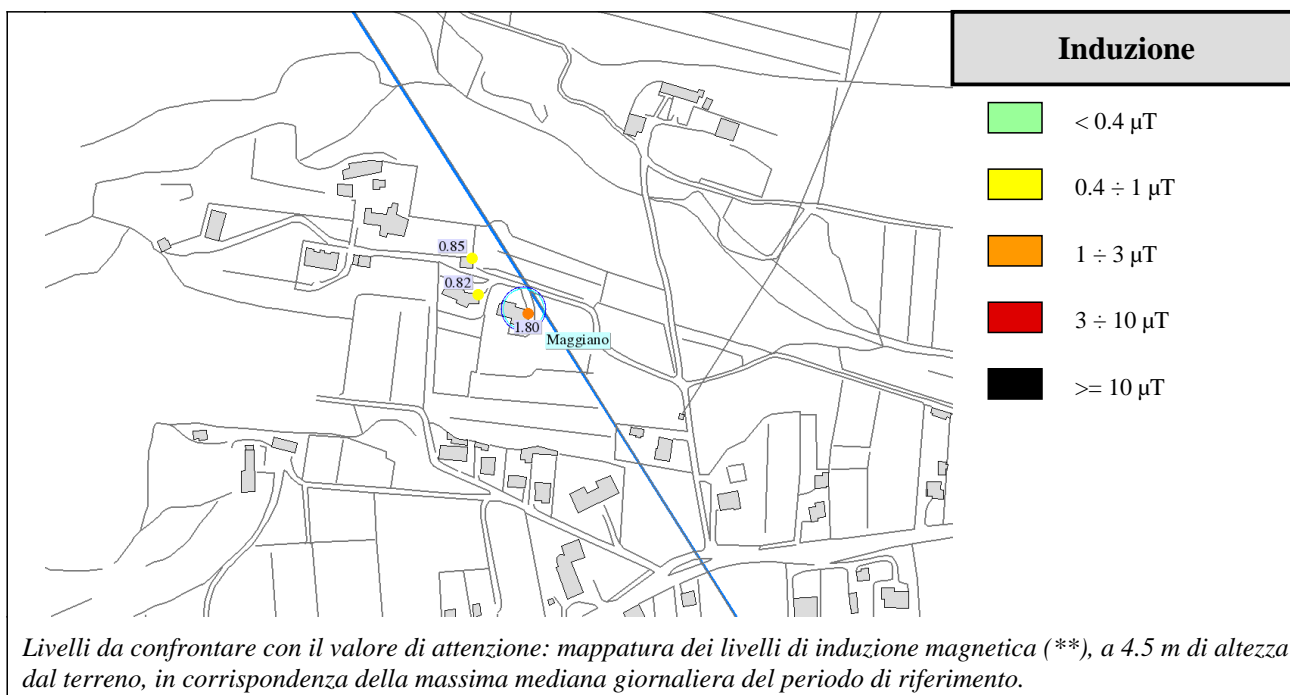 Induzione
< 0.4 µT
0.4 ÷ 1 µT
1 ÷ 3 µT
3 ÷ 10 µT
>= 10 µT
0.85
0.82
1.80
Maggiano
Livelli da confrontare con il valore di attenzione: mappatura dei livelli di induzione magnetica (**), a 4.5 m di altezza
dal terreno, in corrispondenza della massima mediana giornaliera del periodo di riferimento.